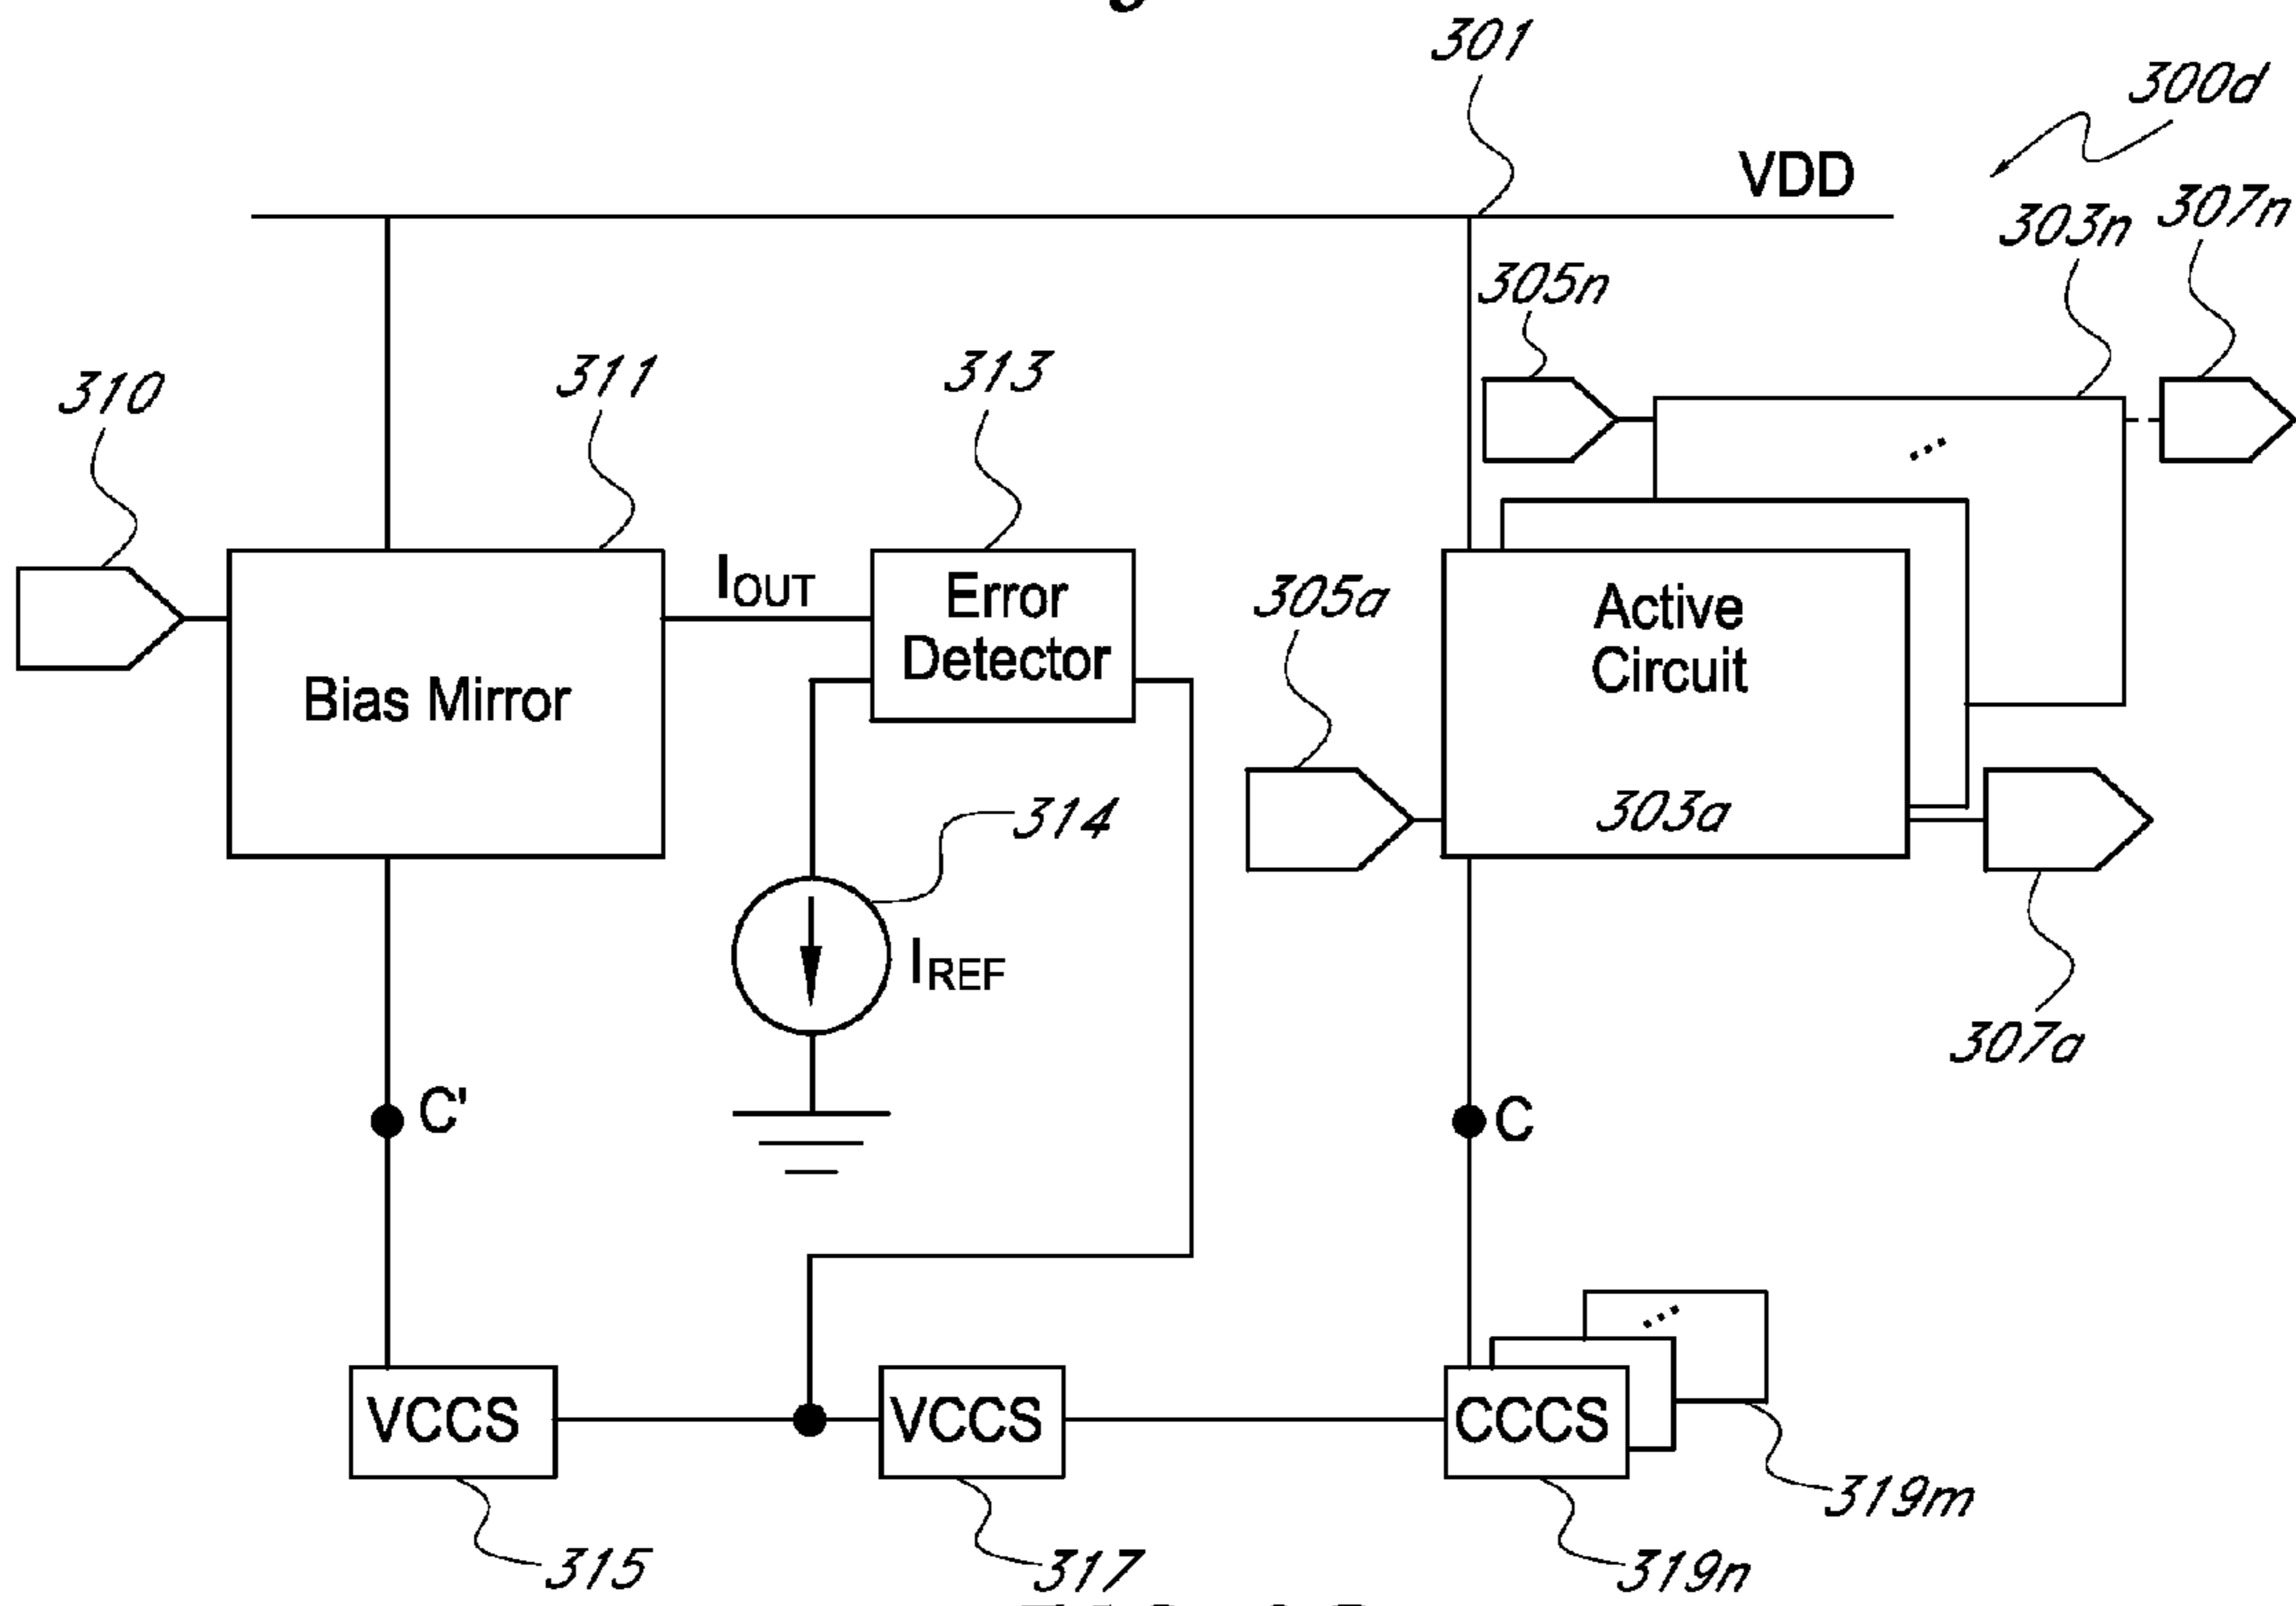 301
300d
VDD
303n
307n
305n
310
311
313
IOUT
Error
Detector
305a
Active
Circuit
Bias Mirror
303a
314
IREF
307a
C'
C
VCCS
VCCS
CCCS
319m
315
317
319n